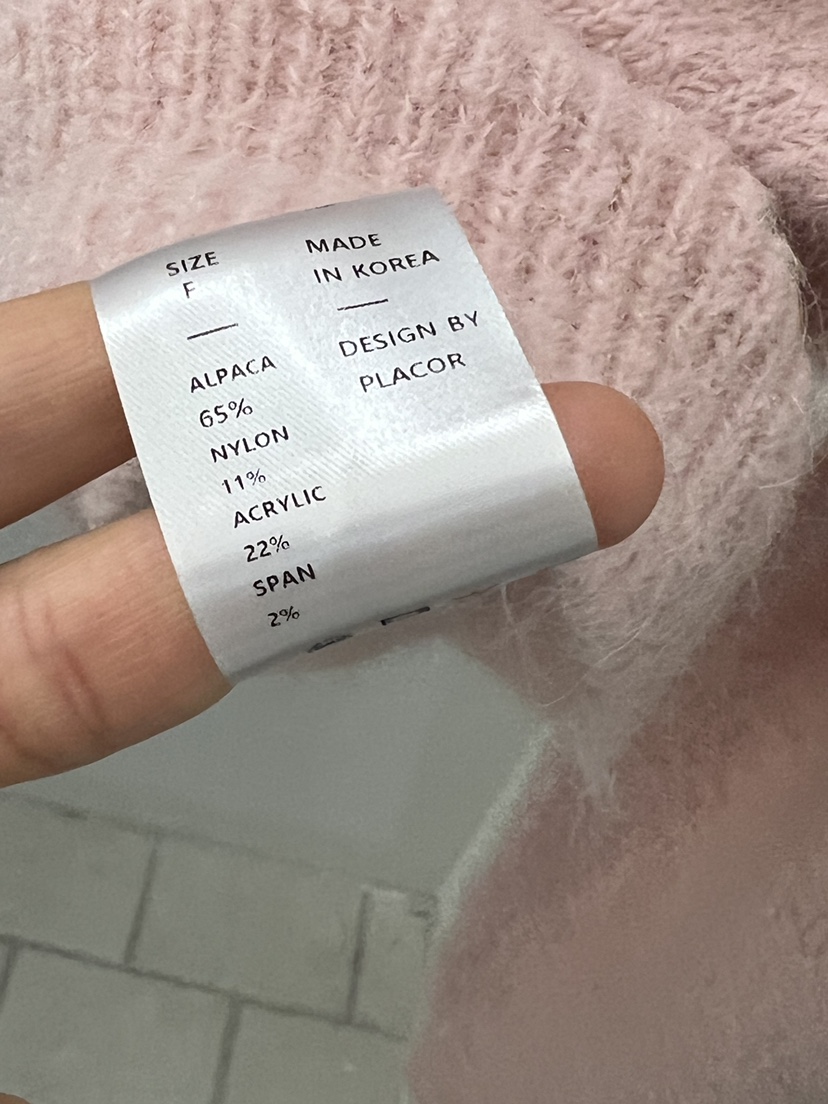 SIZE
F
ALPACA
65%
NYLON
11%
ACRYLIC
22%
SPAN
2%
MADE
IN KOREA
DESIGN BY
PLACOR